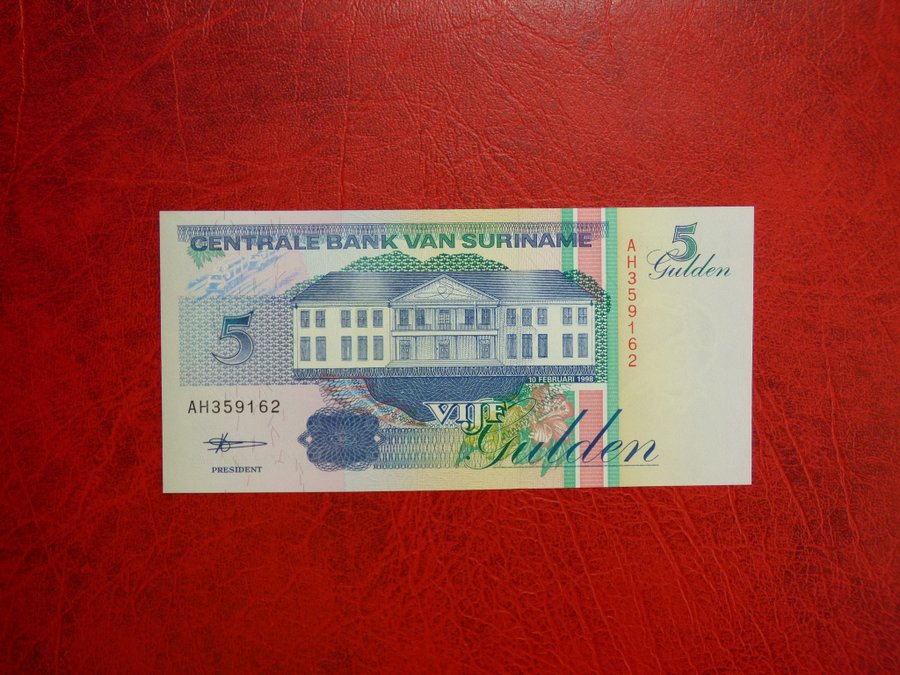 CENTRALE BANK VAN SURINAME
5
Gulden
AH359162
5
10 FEBRUARI 1998
AH359162
VIJF
Gulden
PRESIDENT